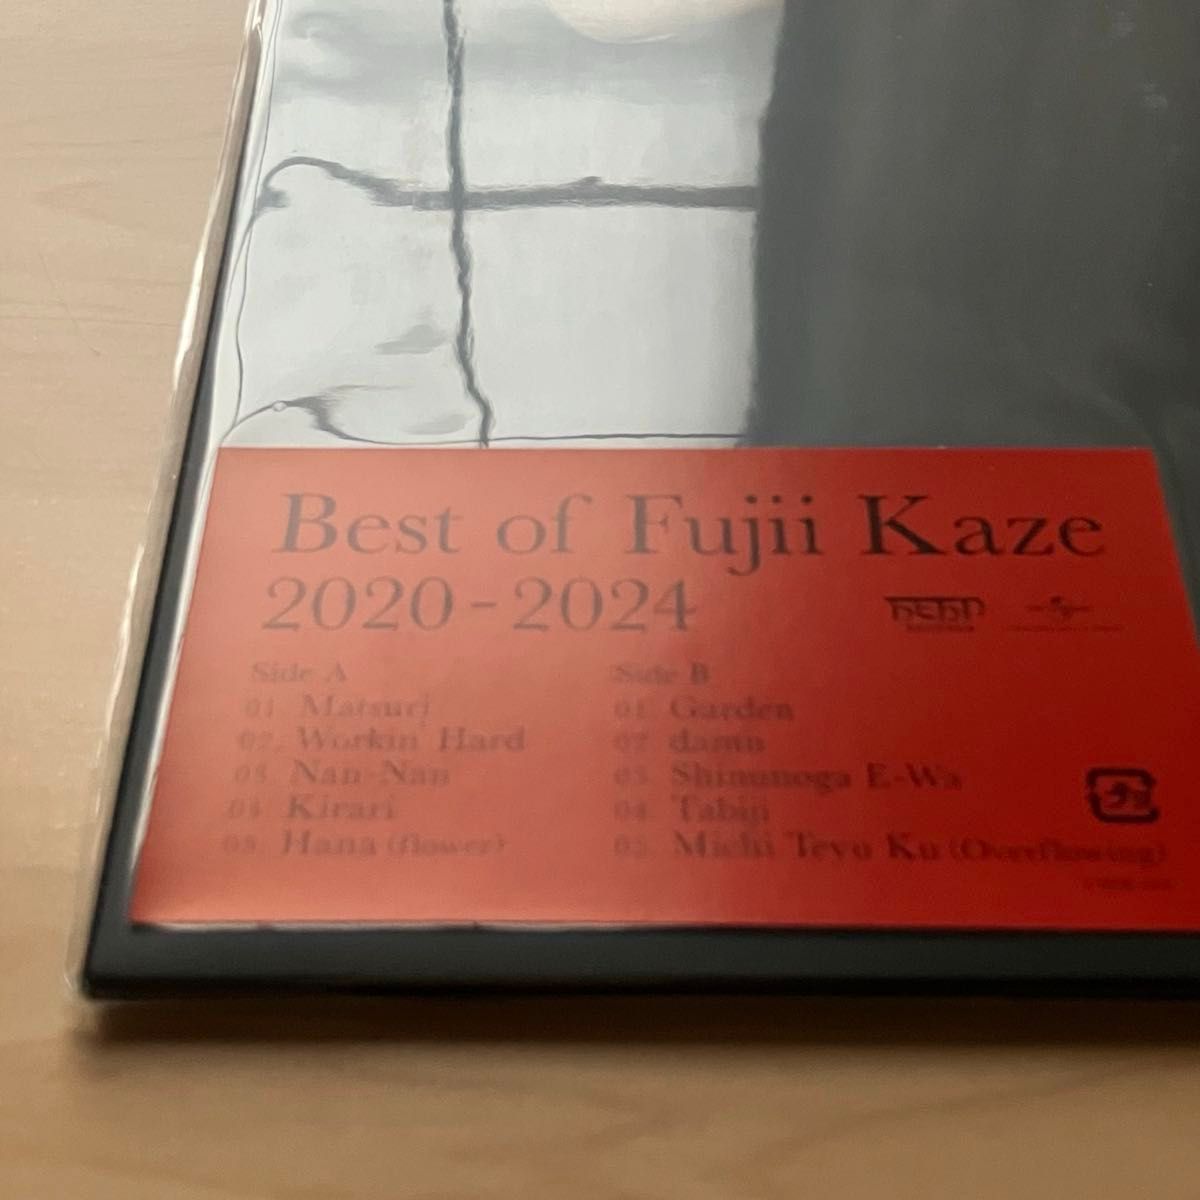 Best of Fujii Kaze
2020-2024
Side A
01. Matsuri
02. Workin' Hard
03. Nan-Nan
04. Kirari
05. Hana (flower)
Side B
01. Garden
02. damn
03. Shinunoga E-Wa
04. Tabiji
05. Michi Teyu Ku (Overflowing)